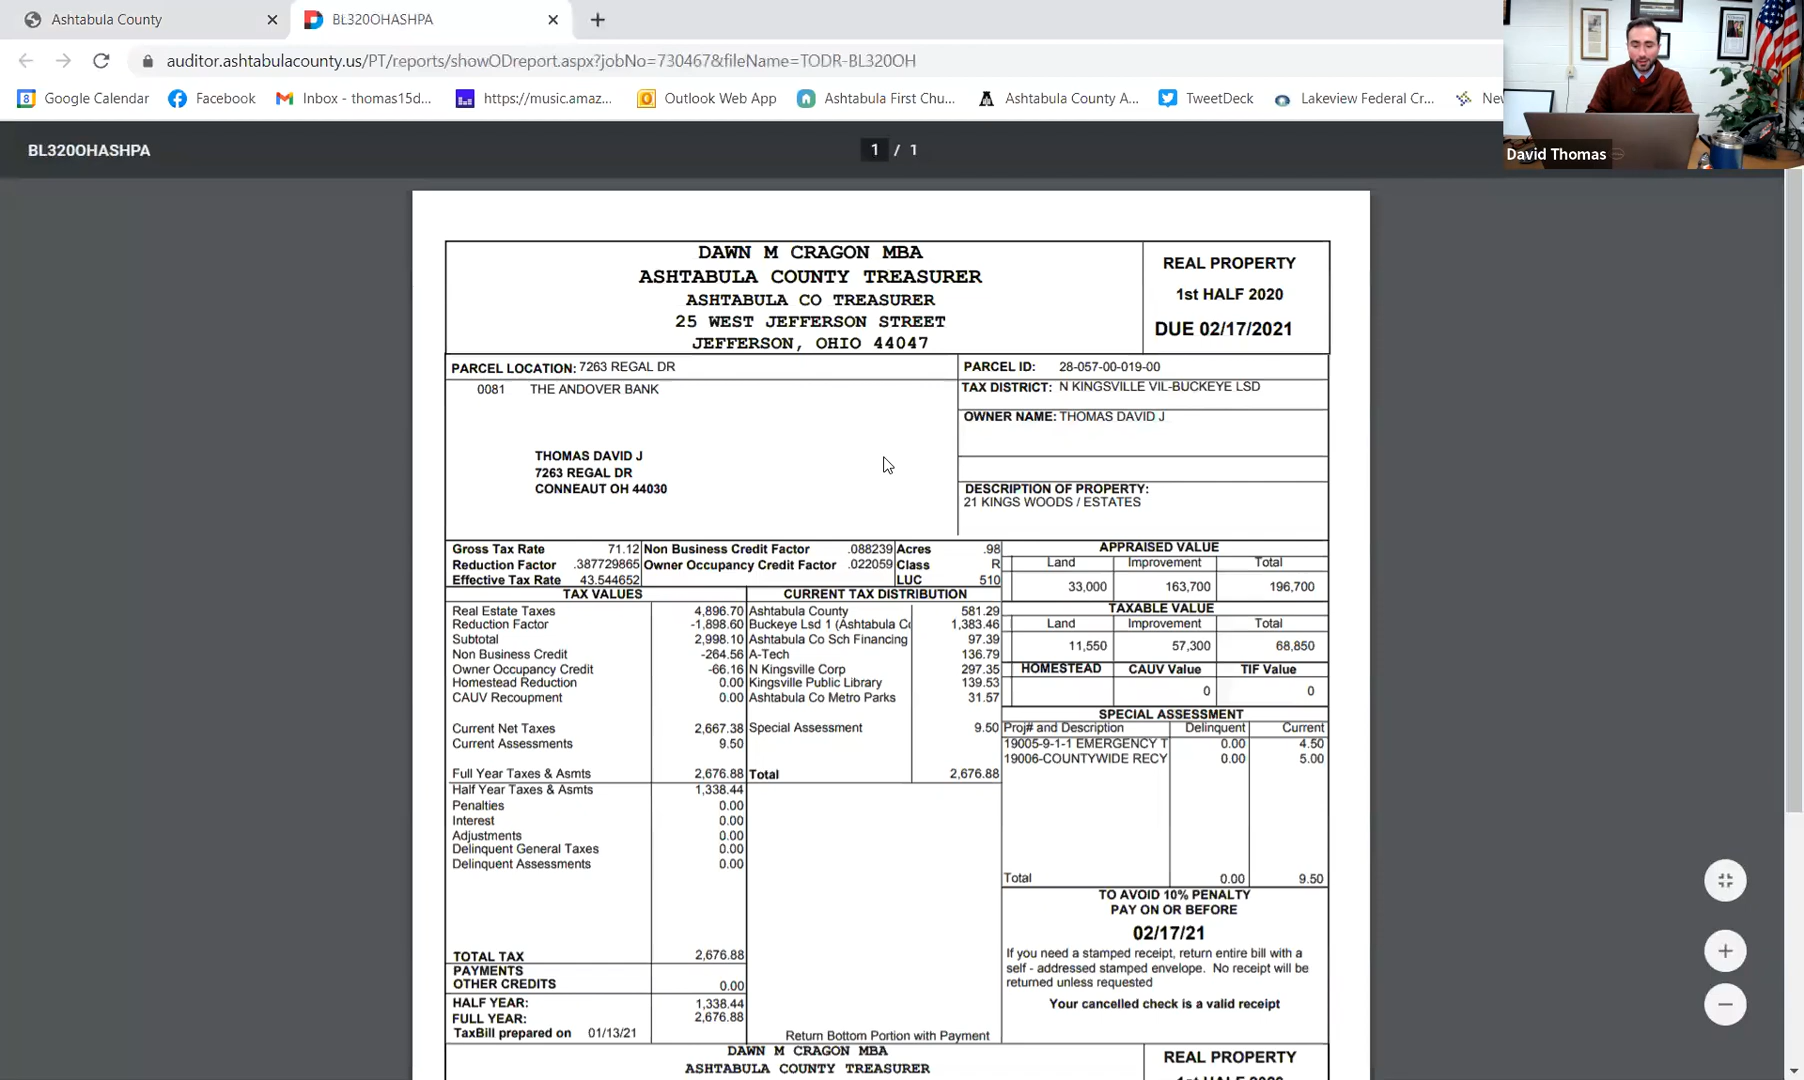 Ashtabula County
BL320OHASHPA
auditor.ashtabulacounty.us/PT/reports/showODreport.aspx?jobNo=730467&fileName=TODR-BL320OH
Google Calendar Facebook Inbox - thomas15d... https://music.amaz... Outlook Web App Ashtabula First Chu... Ashtabula County A... TweetDeck Lakeview Federal Cr... New
David Thomas
BL320OHASHPA 1 / 1
DAWN M CRAGON MBA
ASHTABULA COUNTY TREASURER
ASHTABULA CO TREASURER
25 WEST JEFFERSON STREET
JEFFERSON, OHIO 44047
REAL PROPERTY
1st HALF 2020
DUE 02/17/2021
PARCEL LOCATION: 7263 REGAL DR
0081 THE ANDOVER BANK
THOMAS DAVID J
7263 REGAL DR
CONNEAUT OH 44030
PARCEL ID: 28-057-00-019-00
TAX DISTRICT: N KINGSVILLE VIL-BUCKEYE LSD
OWNER NAME: THOMAS DAVID J
DESCRIPTION OF PROPERTY:
21 KINGS WOODS / ESTATES
Gross Tax Rate 71.12 Non Business Credit Factor .088239 Acres .98
Reduction Factor .387729865 Owner Occupancy Credit Factor .022059 Class R
Effective Tax Rate 43.544652 LUC 510
TAX VALUES
Real Estate Taxes 4,896.70
Reduction Factor -1,898.60
Subtotal 2,998.10
Non Business Credit -264.56
Owner Occupancy Credit -66.16
Homestead Reduction 0.00
CAUV Recoupment 0.00
Current Net Taxes 2,667.38
Current Assessments 9.50
Full Year Taxes & Asmts 2,676.88
Half Year Taxes & Asmts 1,338.44
Penalties 0.00
Interest 0.00
Adjustments 0.00
Delinquent General Taxes 0.00
Delinquent Assessments 0.00
TOTAL TAX 2,676.88
PAYMENTS
OTHER CREDITS 0.00
HALF YEAR: 1,338.44
FULL YEAR: 2,676.88
TaxBill prepared on 01/13/21
CURRENT TAX DISTRIBUTION
Ashtabula County 581.29
Buckeye Lsd 1 (Ashtabula Co 1,383.46
Ashtabula Co Sch Financing 97.39
A-Tech 136.79
N Kingsville Corp 297.35
Kingsville Public Library 139.53
Ashtabula Co Metro Parks 31.57
Special Assessment 9.50
Total 2,676.88
Return Bottom Portion with Payment
APPRAISED VALUE
Land Improvement Total
33,000 163,700 196,700
TAXABLE VALUE
Land Improvement Total
11,550 57,300 68,850
HOMESTEAD CAUV Value TIF Value
0 0
SPECIAL ASSESSMENT
Proj# and Description Delinquent Current
19005-9-1-1 EMERGENCY T 0.00 4.50
19006-COUNTYWIDE RECY 0.00 5.00
Total 0.00 9.50
TO AVOID 10% PENALTY
PAY ON OR BEFORE
02/17/21
If you need a stamped receipt, return entire bill with a
self - addressed stamped envelope. No receipt will be
returned unless requested
Your cancelled check is a valid receipt
DAWN M CRAGON MBA
ASHTABULA COUNTY TREASURER
REAL PROPERTY
1st HALF 2020